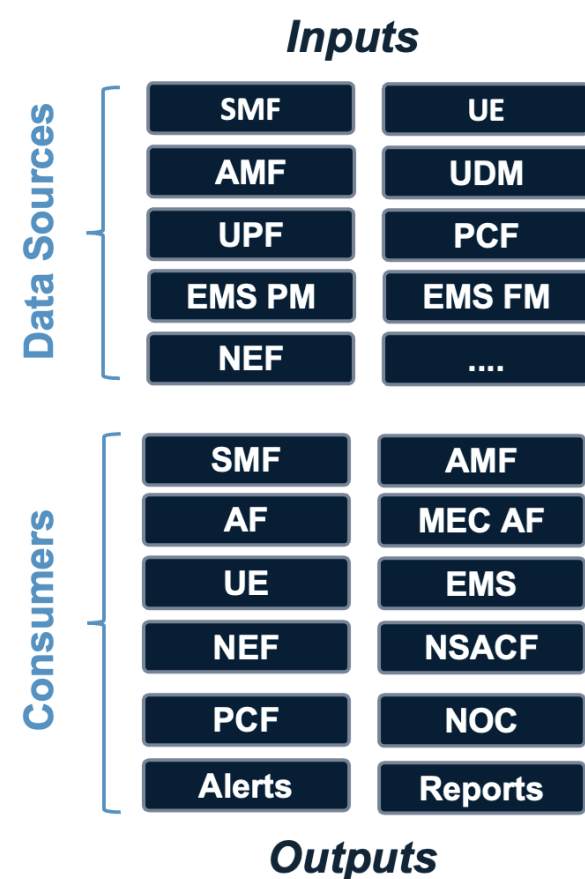 Inputs
Data Sources
SMF UE
AMF UDM
UPF PCF
EMS PM EMS FM
NEF ....
Consumers
SMF AMF
AF MEC AF
UE EMS
NEF NSACF
PCF NOC
Alerts Reports
Outputs